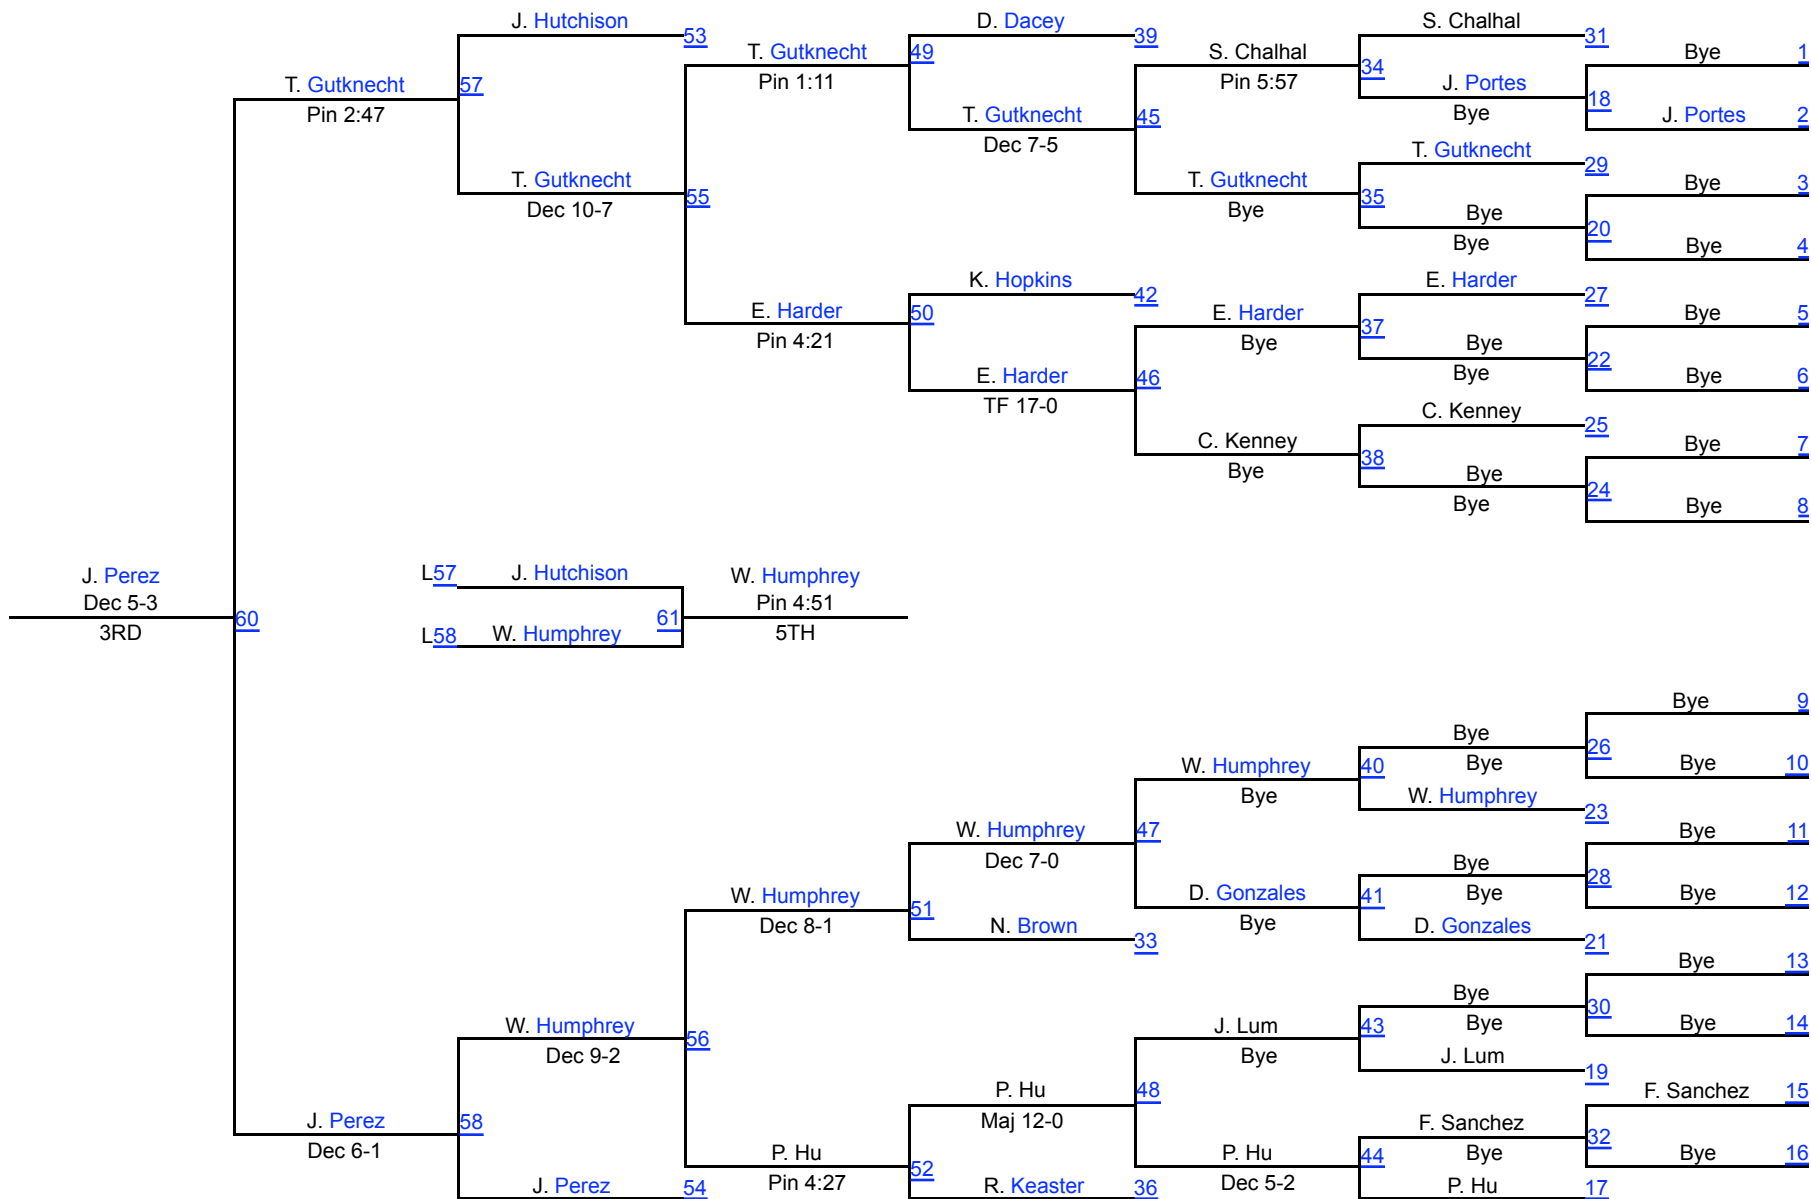 J. Hutchison
53
D. Dacey
39
S. Chalhal
31
Bye 1
T. Gutknecht
Pin 1:11
49
S. Chalhal
Pin 5:57
34
J. Portes
Bye
18
J. Portes 2
T. Gutknecht
Pin 2:47
57
T. Gutknecht
Dec 7-5
45
T. Gutknecht
29
Bye 3
T. Gutknecht
Dec 10-7
55
T. Gutknecht
Bye
35
Bye
Bye
20
Bye 4
K. Hopkins
42
E. Harder
27
Bye 5
E. Harder
Pin 4:21
50
E. Harder
Bye
37
Bye
Bye
22
Bye 6
E. Harder
TF 17-0
46
C. Kenney
25
Bye 7
C. Kenney
Bye
38
Bye
Bye
24
Bye 8
J. Perez
Dec 5-3
3RD
60
L57 J. Hutchison
L58 W. Humphrey
61
W. Humphrey
Pin 4:51
5TH
Bye 9
Bye
Bye
26
Bye 10
W. Humphrey
Bye
40
W. Humphrey
23
W. Humphrey
Dec 7-0
47
Bye 11
Bye
Bye
28
Bye 12
W. Humphrey
Dec 8-1
51
D. Gonzales
Bye
41
D. Gonzales
21
N. Brown
33
Bye 13
Bye
Bye
30
Bye 14
W. Humphrey
Dec 9-2
56
J. Lum
Bye
43
J. Lum
19
P. Hu
Maj 12-0
48
F. Sanchez 15
J. Perez
Dec 6-1
58
F. Sanchez
Bye
32
Bye 16
P. Hu
Pin 4:27
52
P. Hu
Dec 5-2
44
P. Hu
17
J. Perez
54
R. Keaster
36